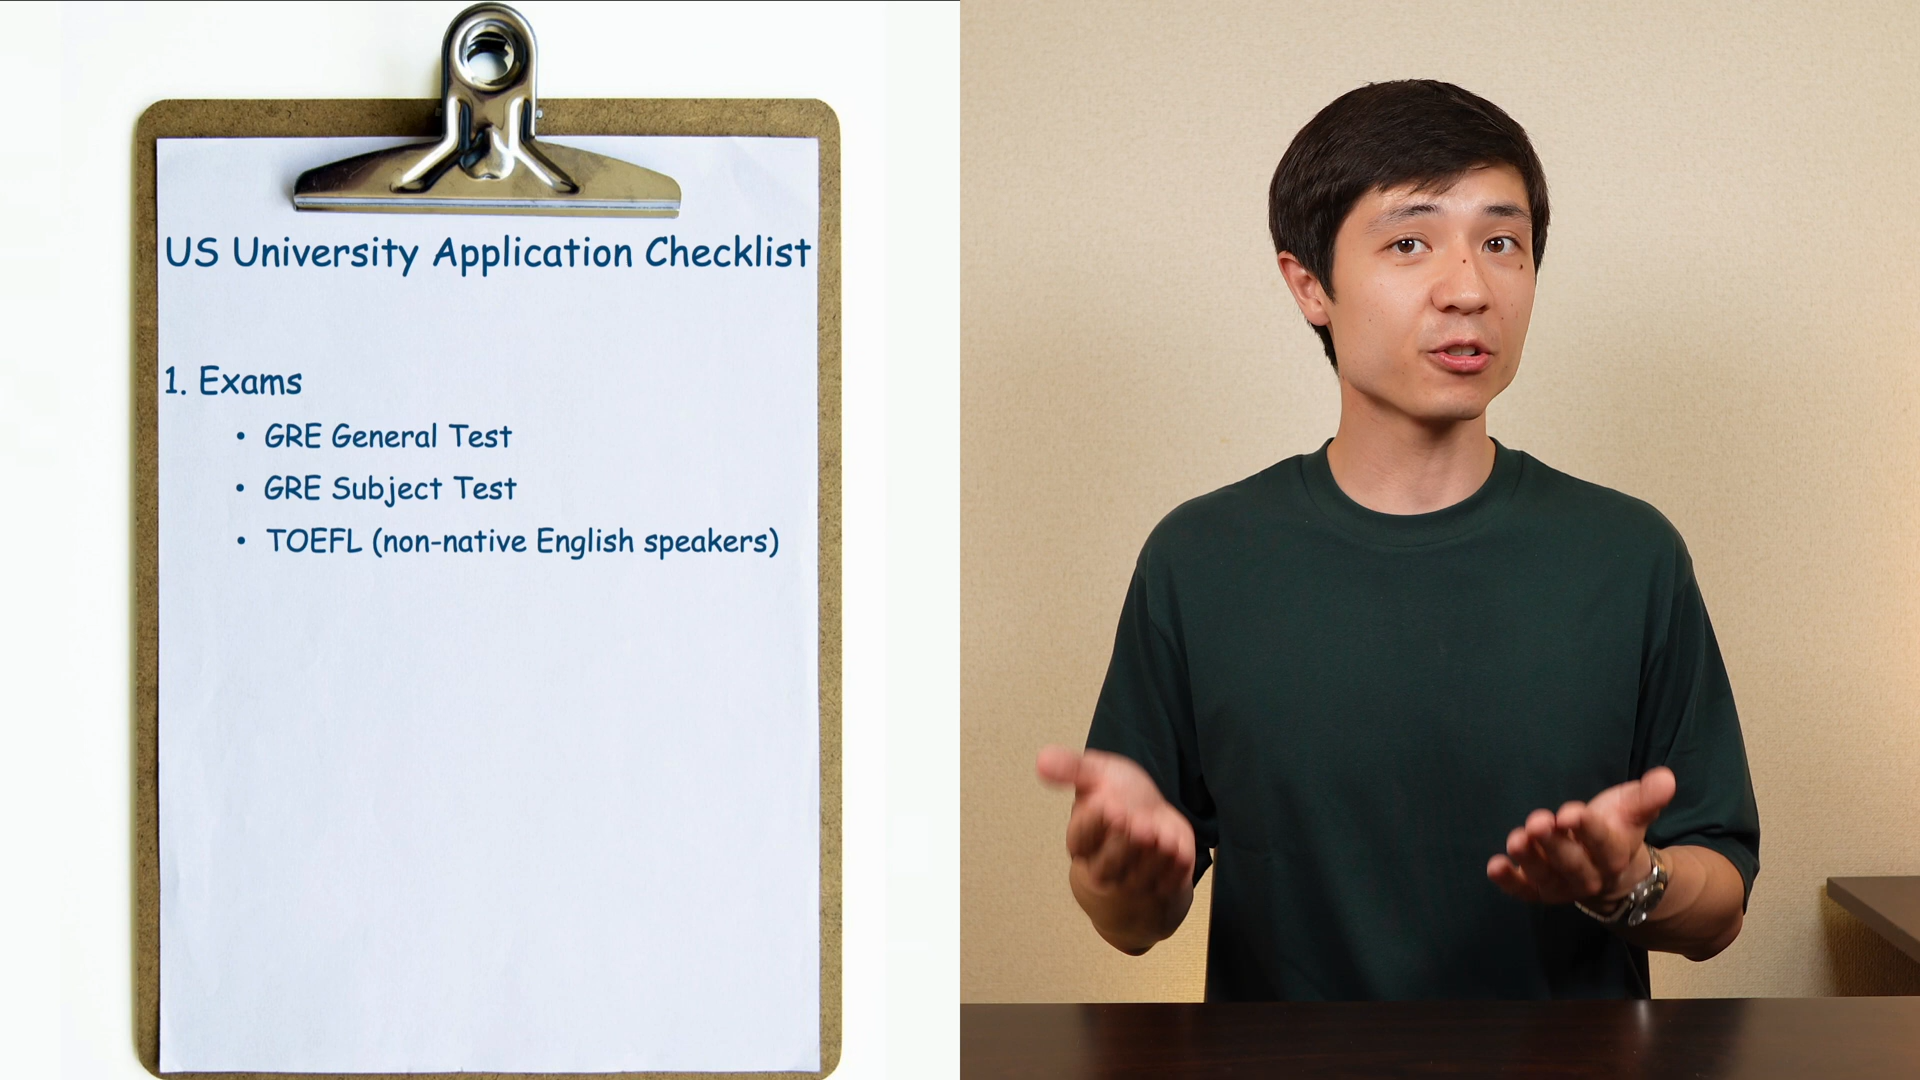 US University Application Checklist
1. Exams
• GRE General Test
• GRE Subject Test
• TOEFL (non-native English speakers)